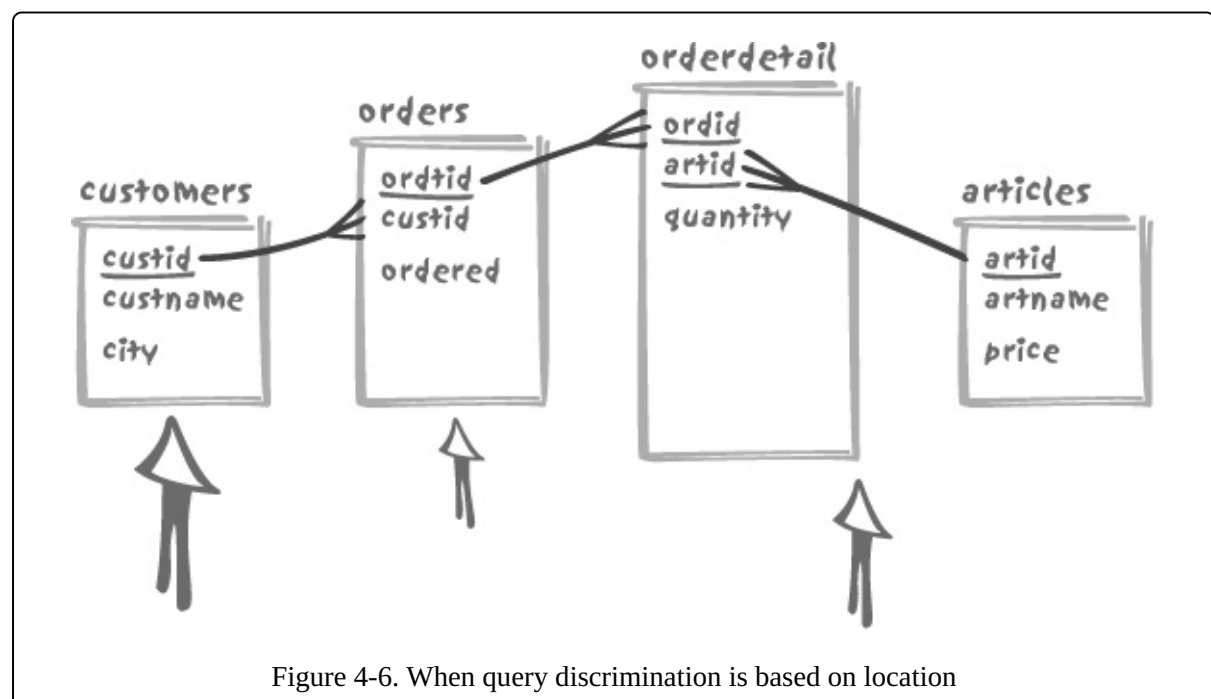 customers
custid
custname
city
orders
ordtid
custid
ordered
orderdetail
ordid
artid
quantity
articles
artid
artname
price
Figure 4-6. When query discrimination is based on location